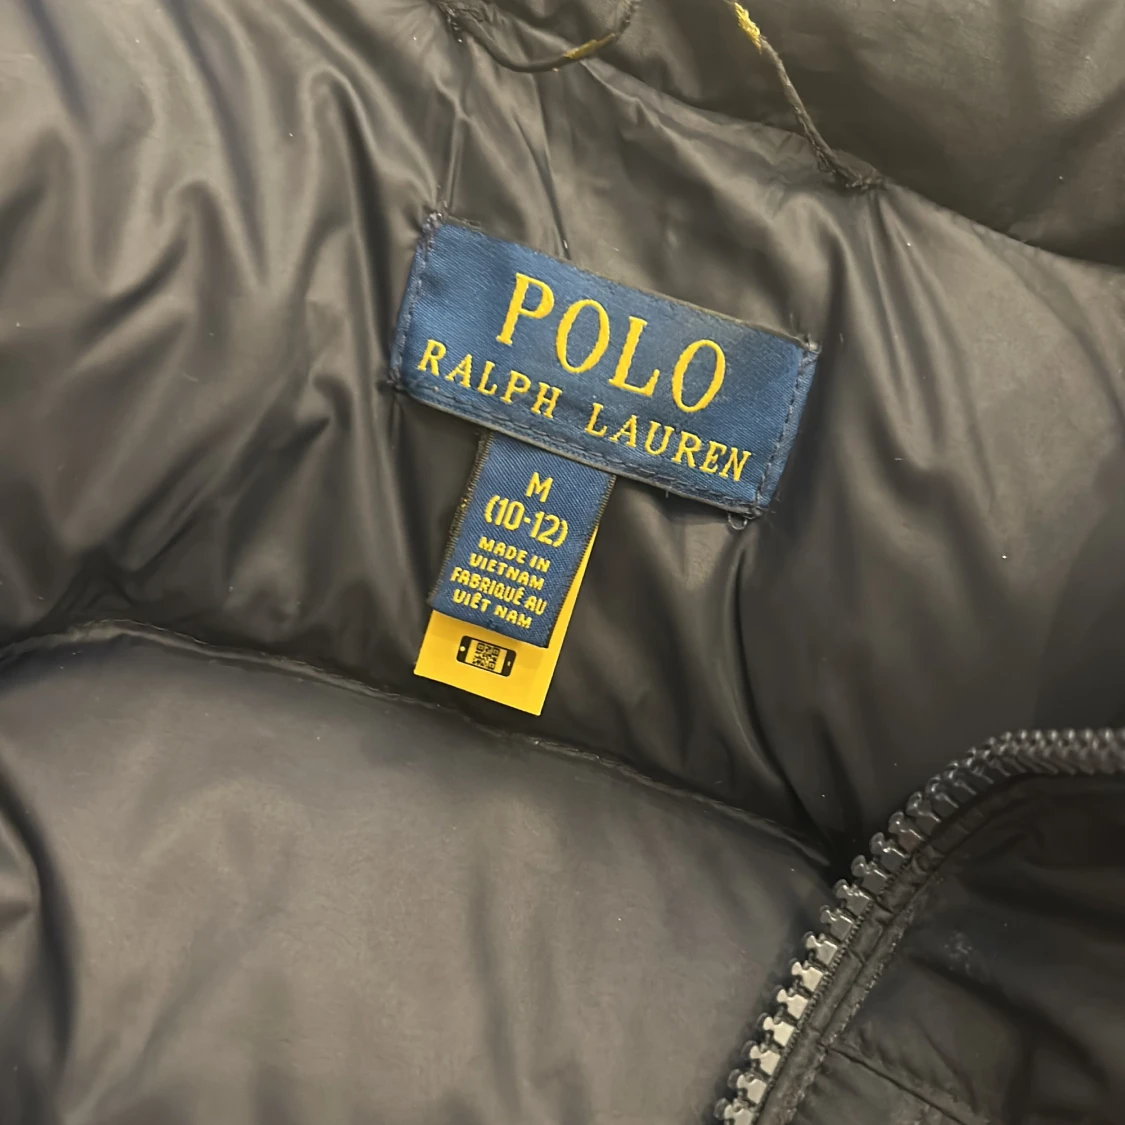 POLO
RALPH LAUREN
M
(10-12)
MADE IN
VIETNAM
FABRIQUÉ AU
VIÊT NAM